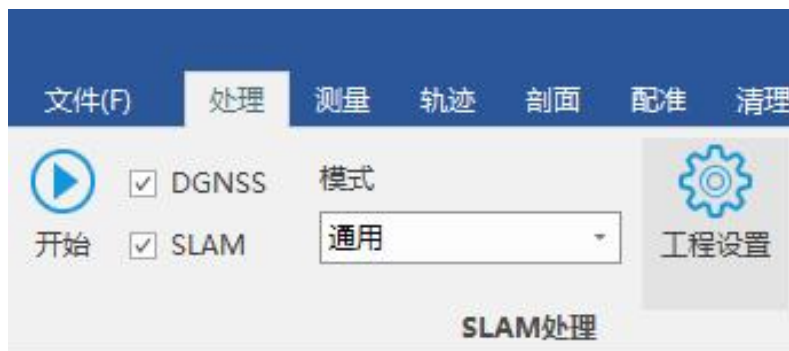 文件(F) 处理 测量 轨迹 剖面 配准 清理
DGNSS 模式
开始 SLAM 通用 工程设置
SLAM处理